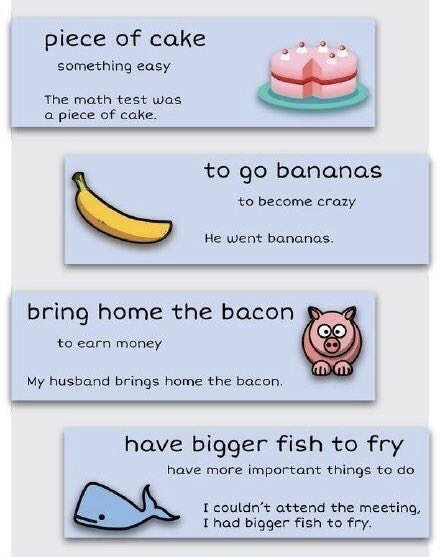 piece of cake
something easy
The math test was
a piece of cake.
to go bananas
to become crazy
He went bananas.
bring home the bacon
to earn money
My husband brings home the bacon.
have bigger fish to fry
have more important things to do
I couldn't attend the meeting,
I had bigger fish to fry.